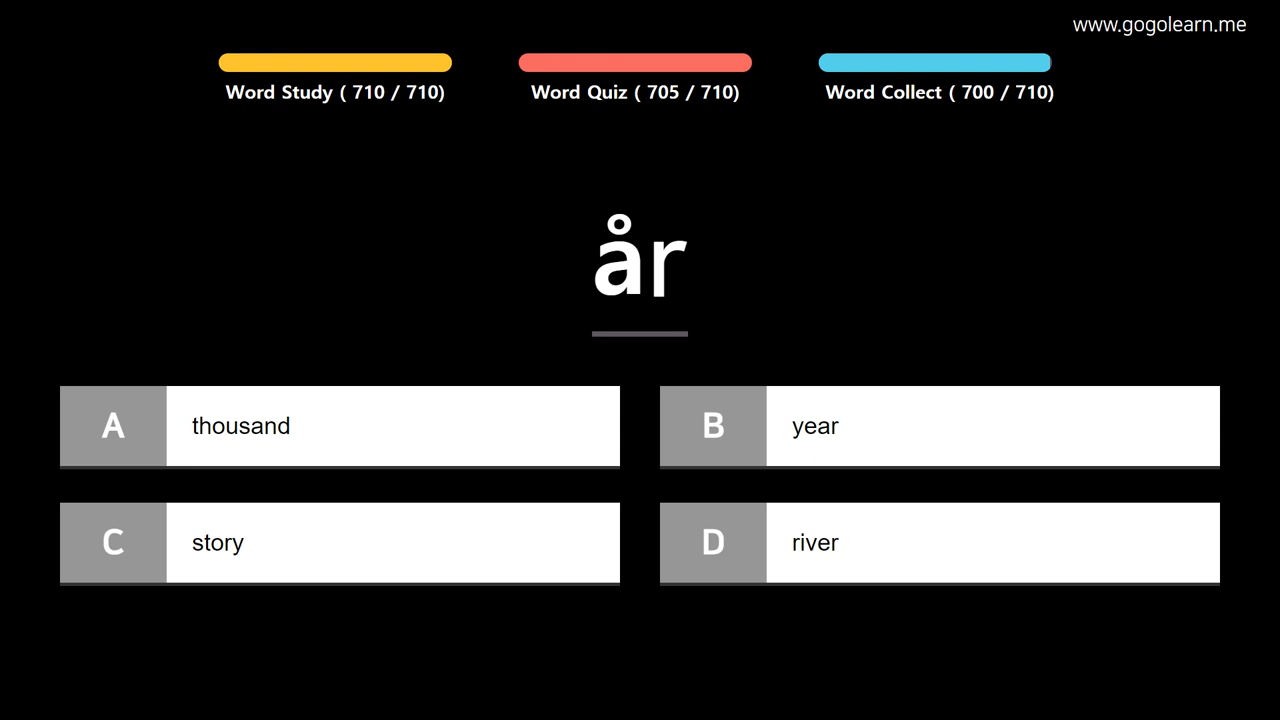 www.gogolearn.me
Word Study ( 710 / 710)
Word Quiz ( 705 / 710)
Word Collect ( 700 / 710)
år
A thousand
B year
C story
D river